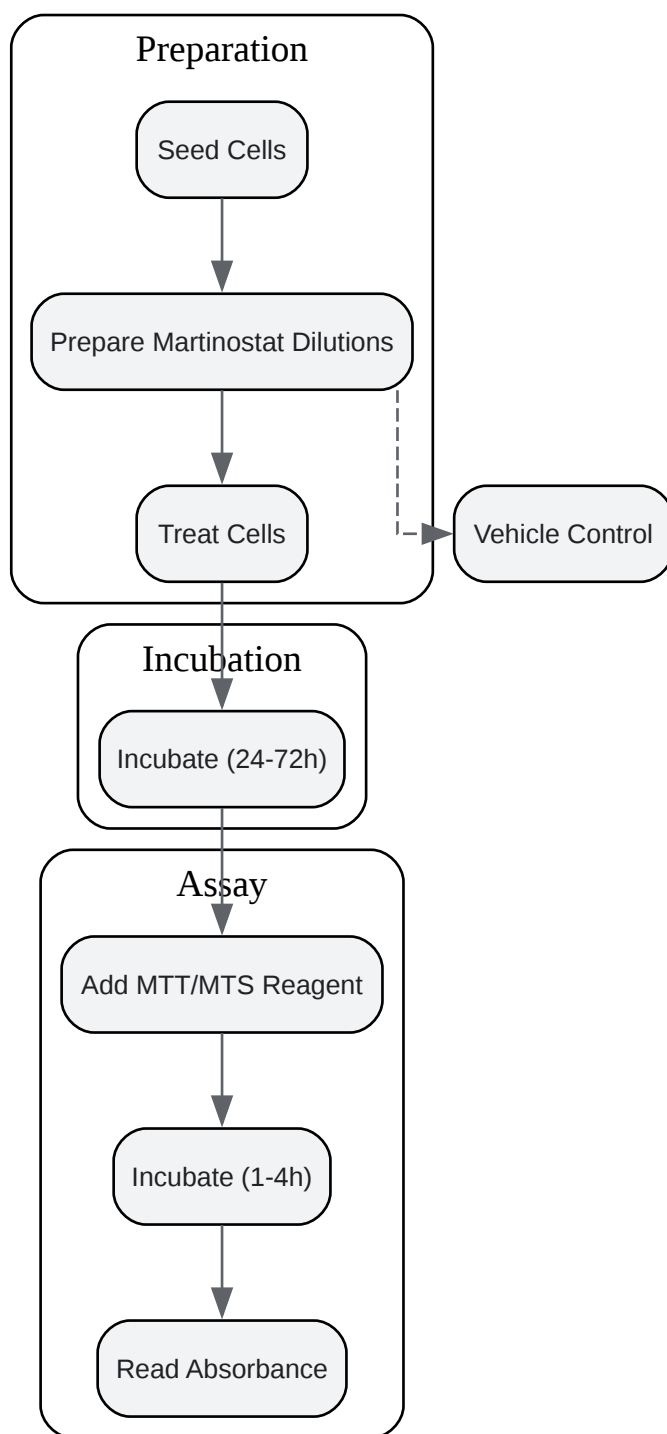 Preparation
Seed Cells
Prepare Martinostat Dilutions
Treat Cells
Vehicle Control
Incubation
Incubate (24-72h)
Assay
Add MTT/MTS Reagent
Incubate (1-4h)
Read Absorbance